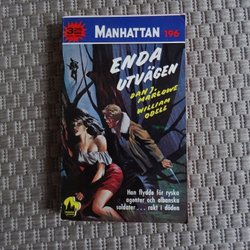 MANHATTAN 196
ENDA
UTVÄGEN
DAN J.
MARLOWE
WILLIAM
ODELL
Han flydde för ryska
agenter och albanska
soldater... rakt i döden